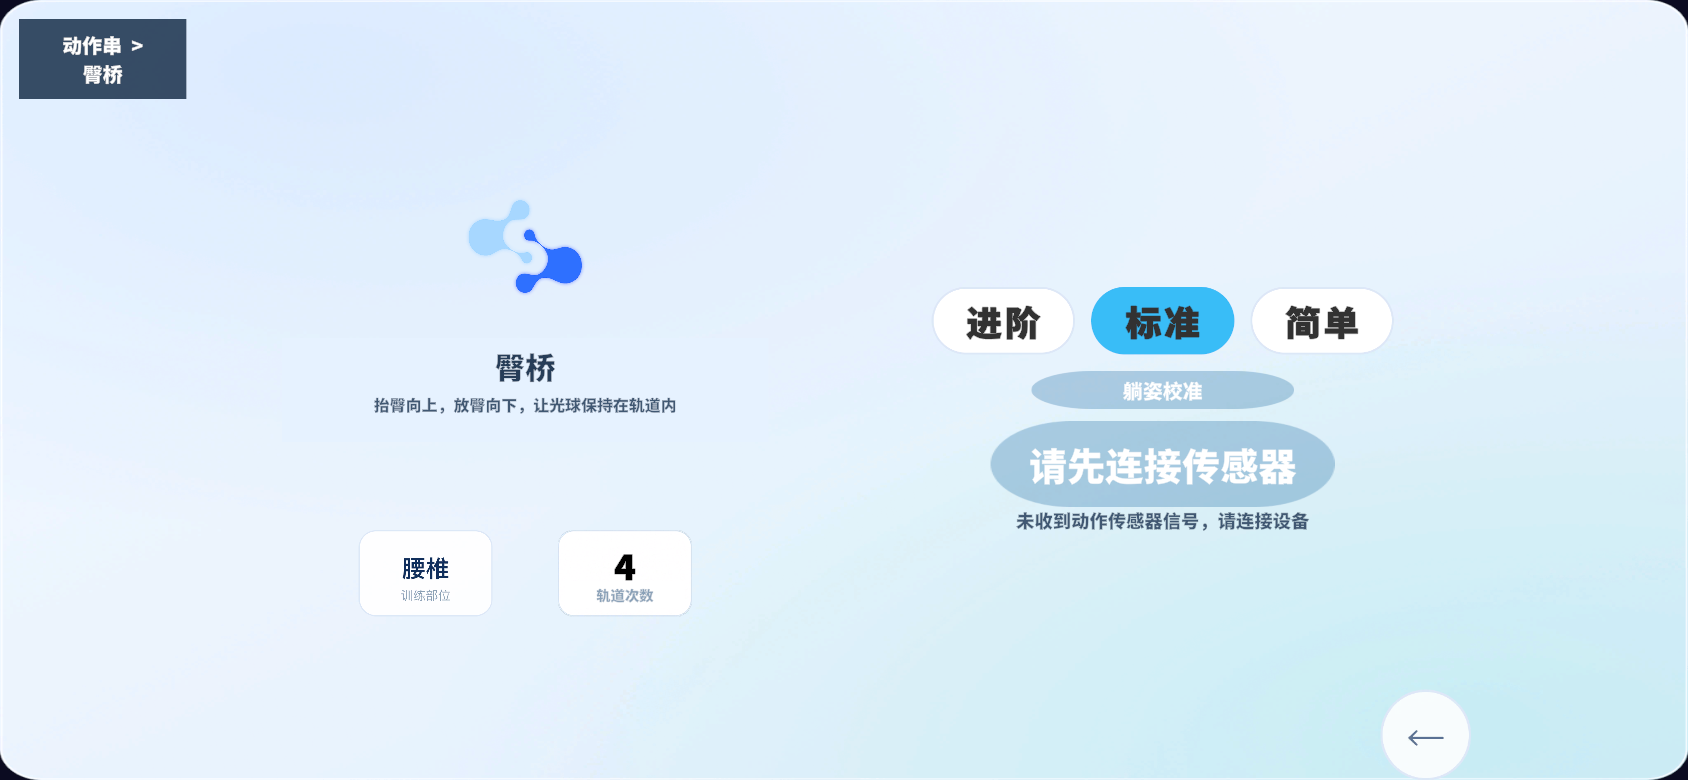 动作串 >
臀桥
臀桥
抬臀向上，放臀向下，让光球保持在轨道内
腰椎
训练部位
4
轨道次数
进阶
标准
简单
躺姿校准
请先连接传感器
未收到动作传感器信号，请连接设备